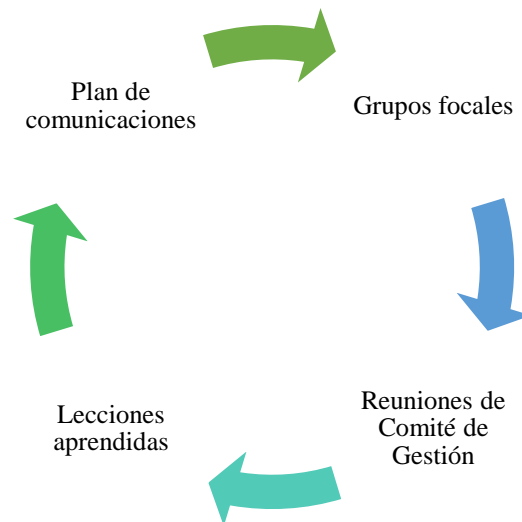 Plan de
comunicaciones
Grupos focales
Reuniones de
Comité de
Gestión
Lecciones
aprendidas